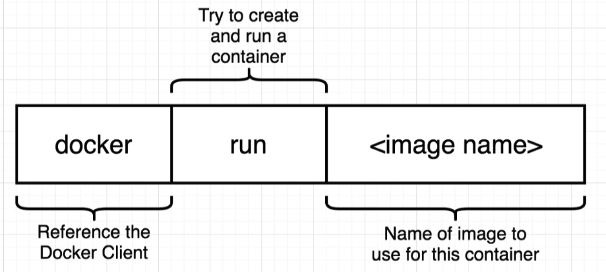 Try to create
and run a
container
docker
run
<image name>
Reference the
Docker Client
Name of image to
use for this container